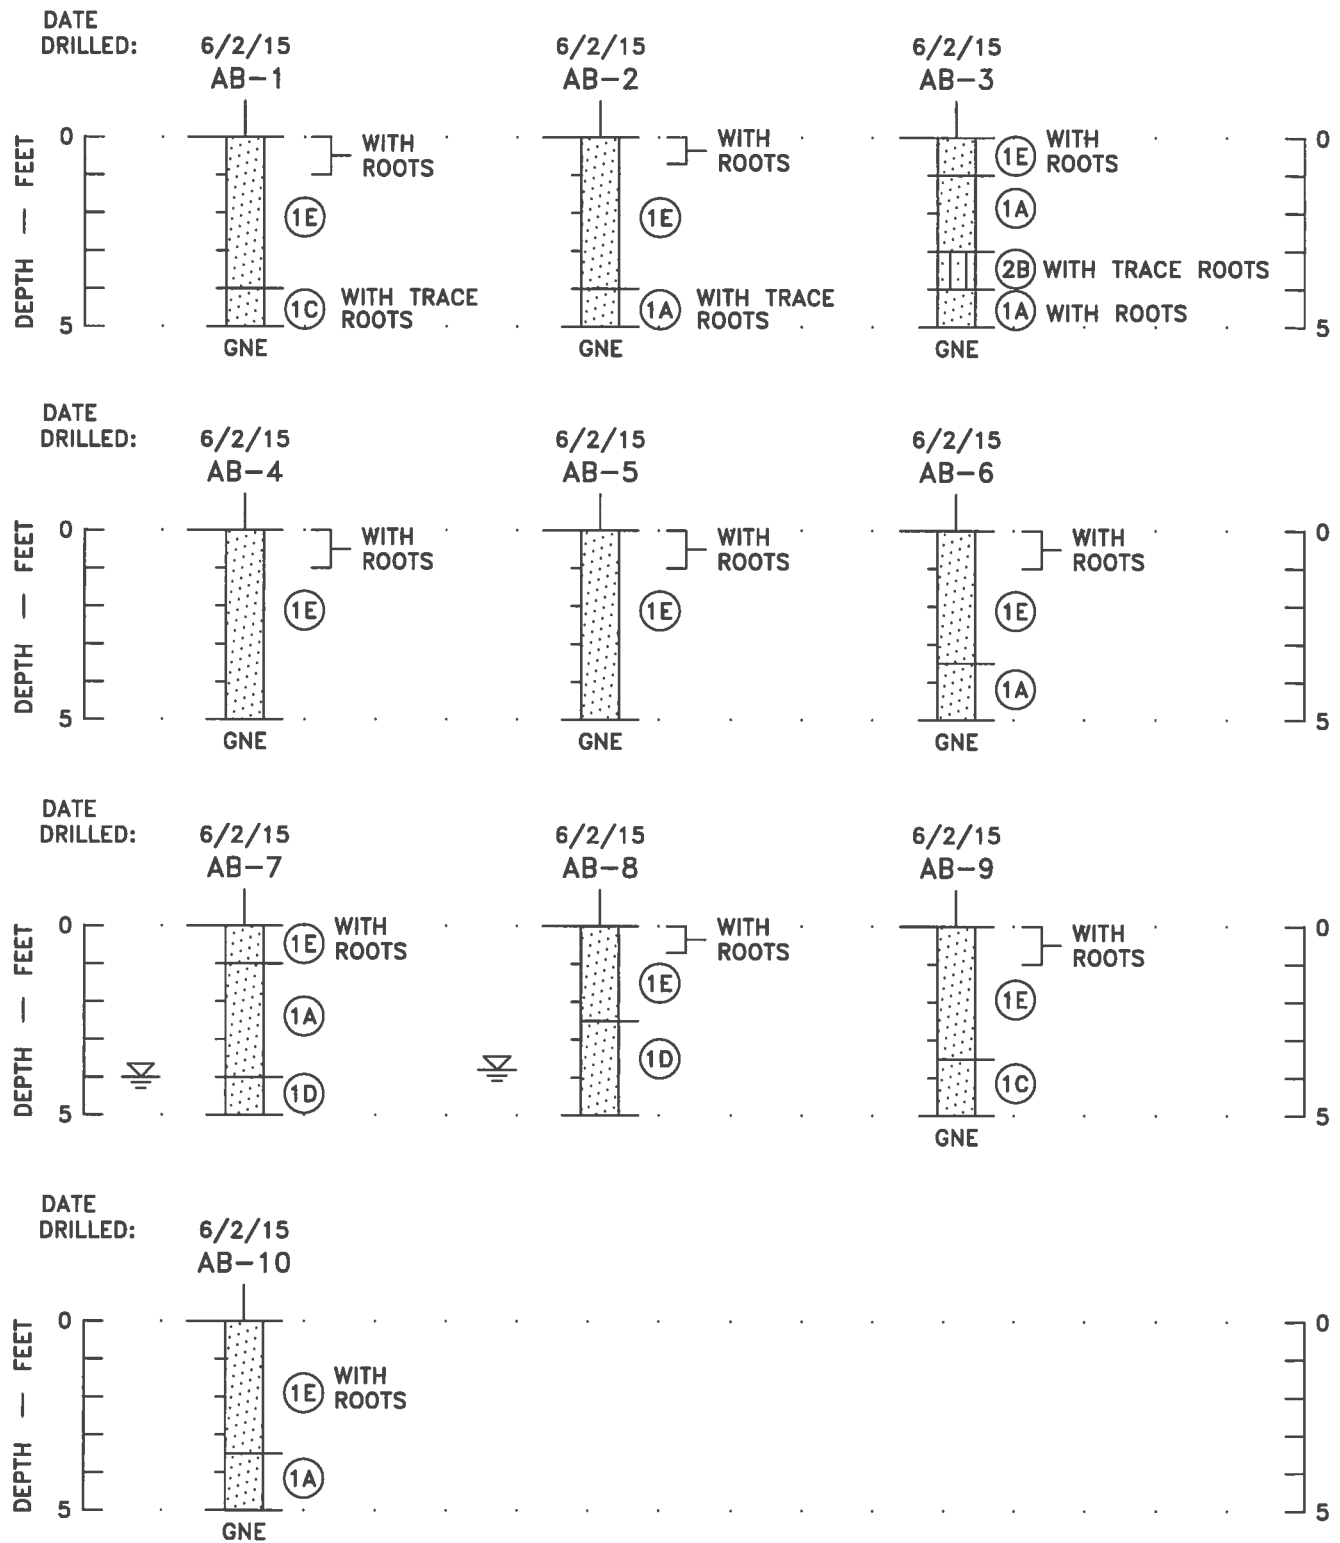 DATE
DRILLED:
6/2/15
AB-1
6/2/15
AB-2
6/2/15
AB-3
DEPTH — FEET
0
5
WITH
ROOTS
1E
1C
WITH TRACE
ROOTS
GNE
WITH
ROOTS
1E
1A
WITH TRACE
ROOTS
GNE
1E
WITH
ROOTS
1A
2B WITH TRACE ROOTS
1A WITH ROOTS
GNE
0
5
DATE
DRILLED:
6/2/15
AB-4
6/2/15
AB-5
6/2/15
AB-6
DEPTH — FEET
0
5
WITH
ROOTS
1E
GNE
WITH
ROOTS
1E
GNE
WITH
ROOTS
1E
1A
GNE
0
5
DATE
DRILLED:
6/2/15
AB-7
6/2/15
AB-8
6/2/15
AB-9
DEPTH — FEET
0
5
1E
WITH
ROOTS
1A
1D
WITH
ROOTS
1E
1D
WITH
ROOTS
1E
1C
GNE
0
5
DATE
DRILLED:
6/2/15
AB-10
DEPTH — FEET
0
5
1E
WITH
ROOTS
1A
GNE
0
5